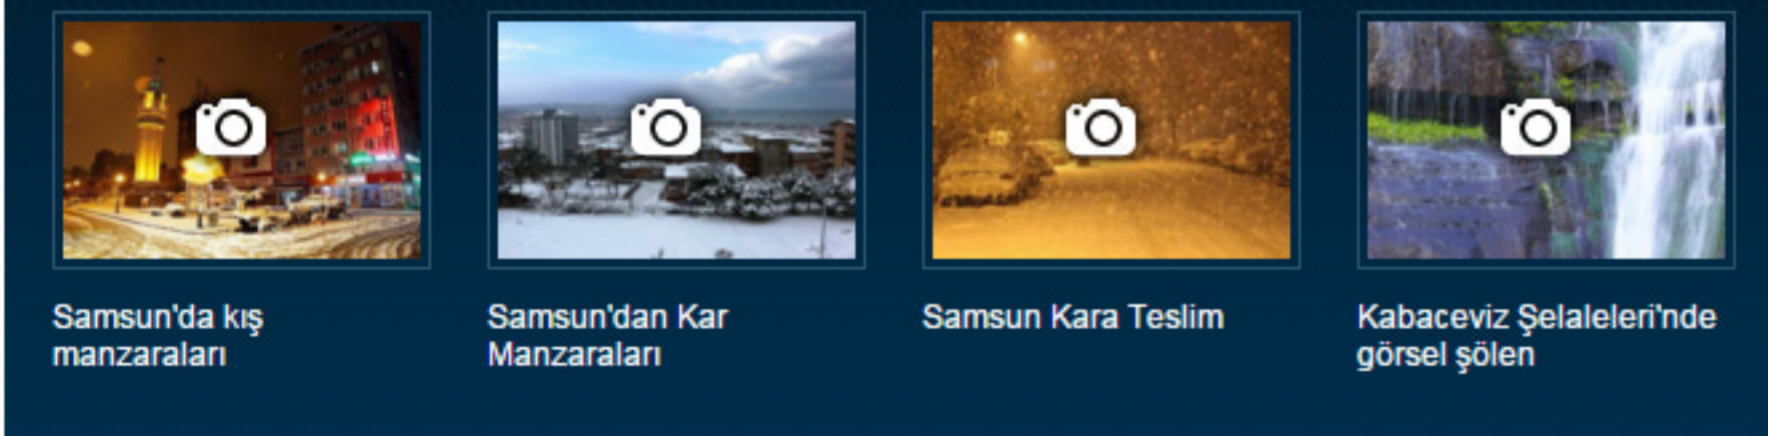 Samsun'da kış
manzaraları
Samsun'dan Kar
Manzaraları
Samsun Kara Teslim
Kabaceviz Şelaleleri'nde
görsel şölen